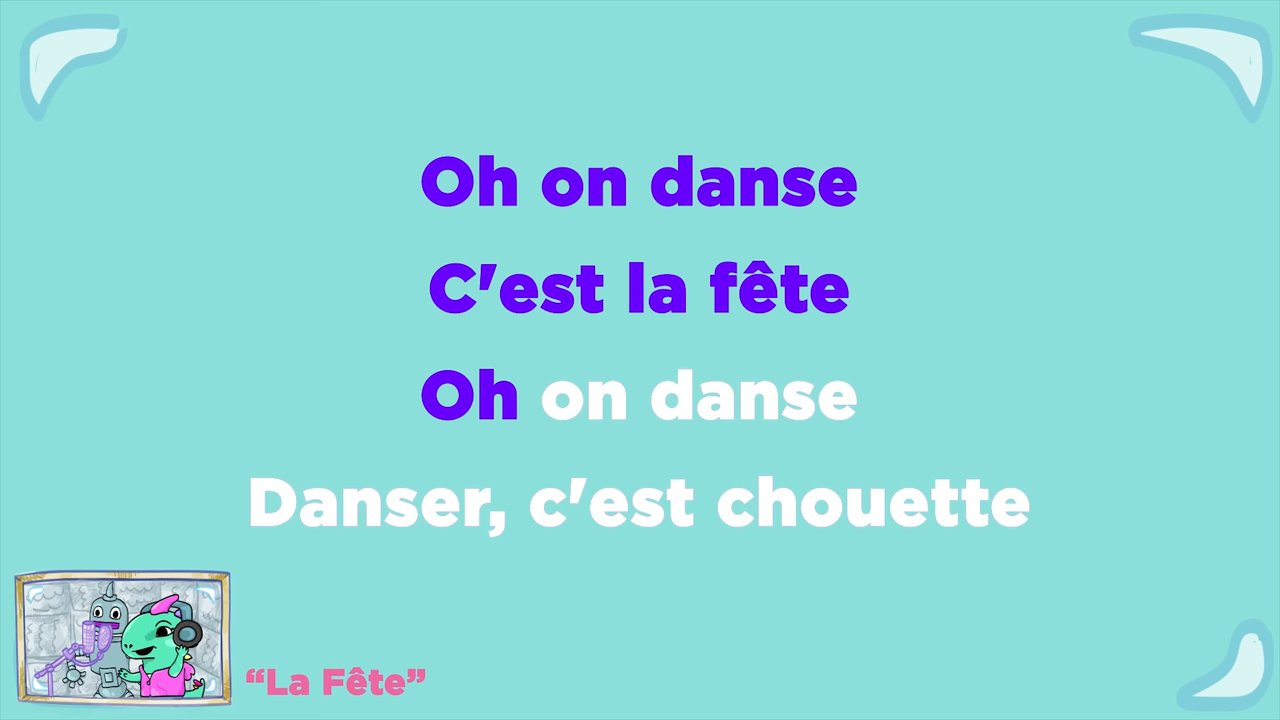 Oh on danse
C'est la fête
Oh on danse
Danser, c'est chouette
“La Fête”